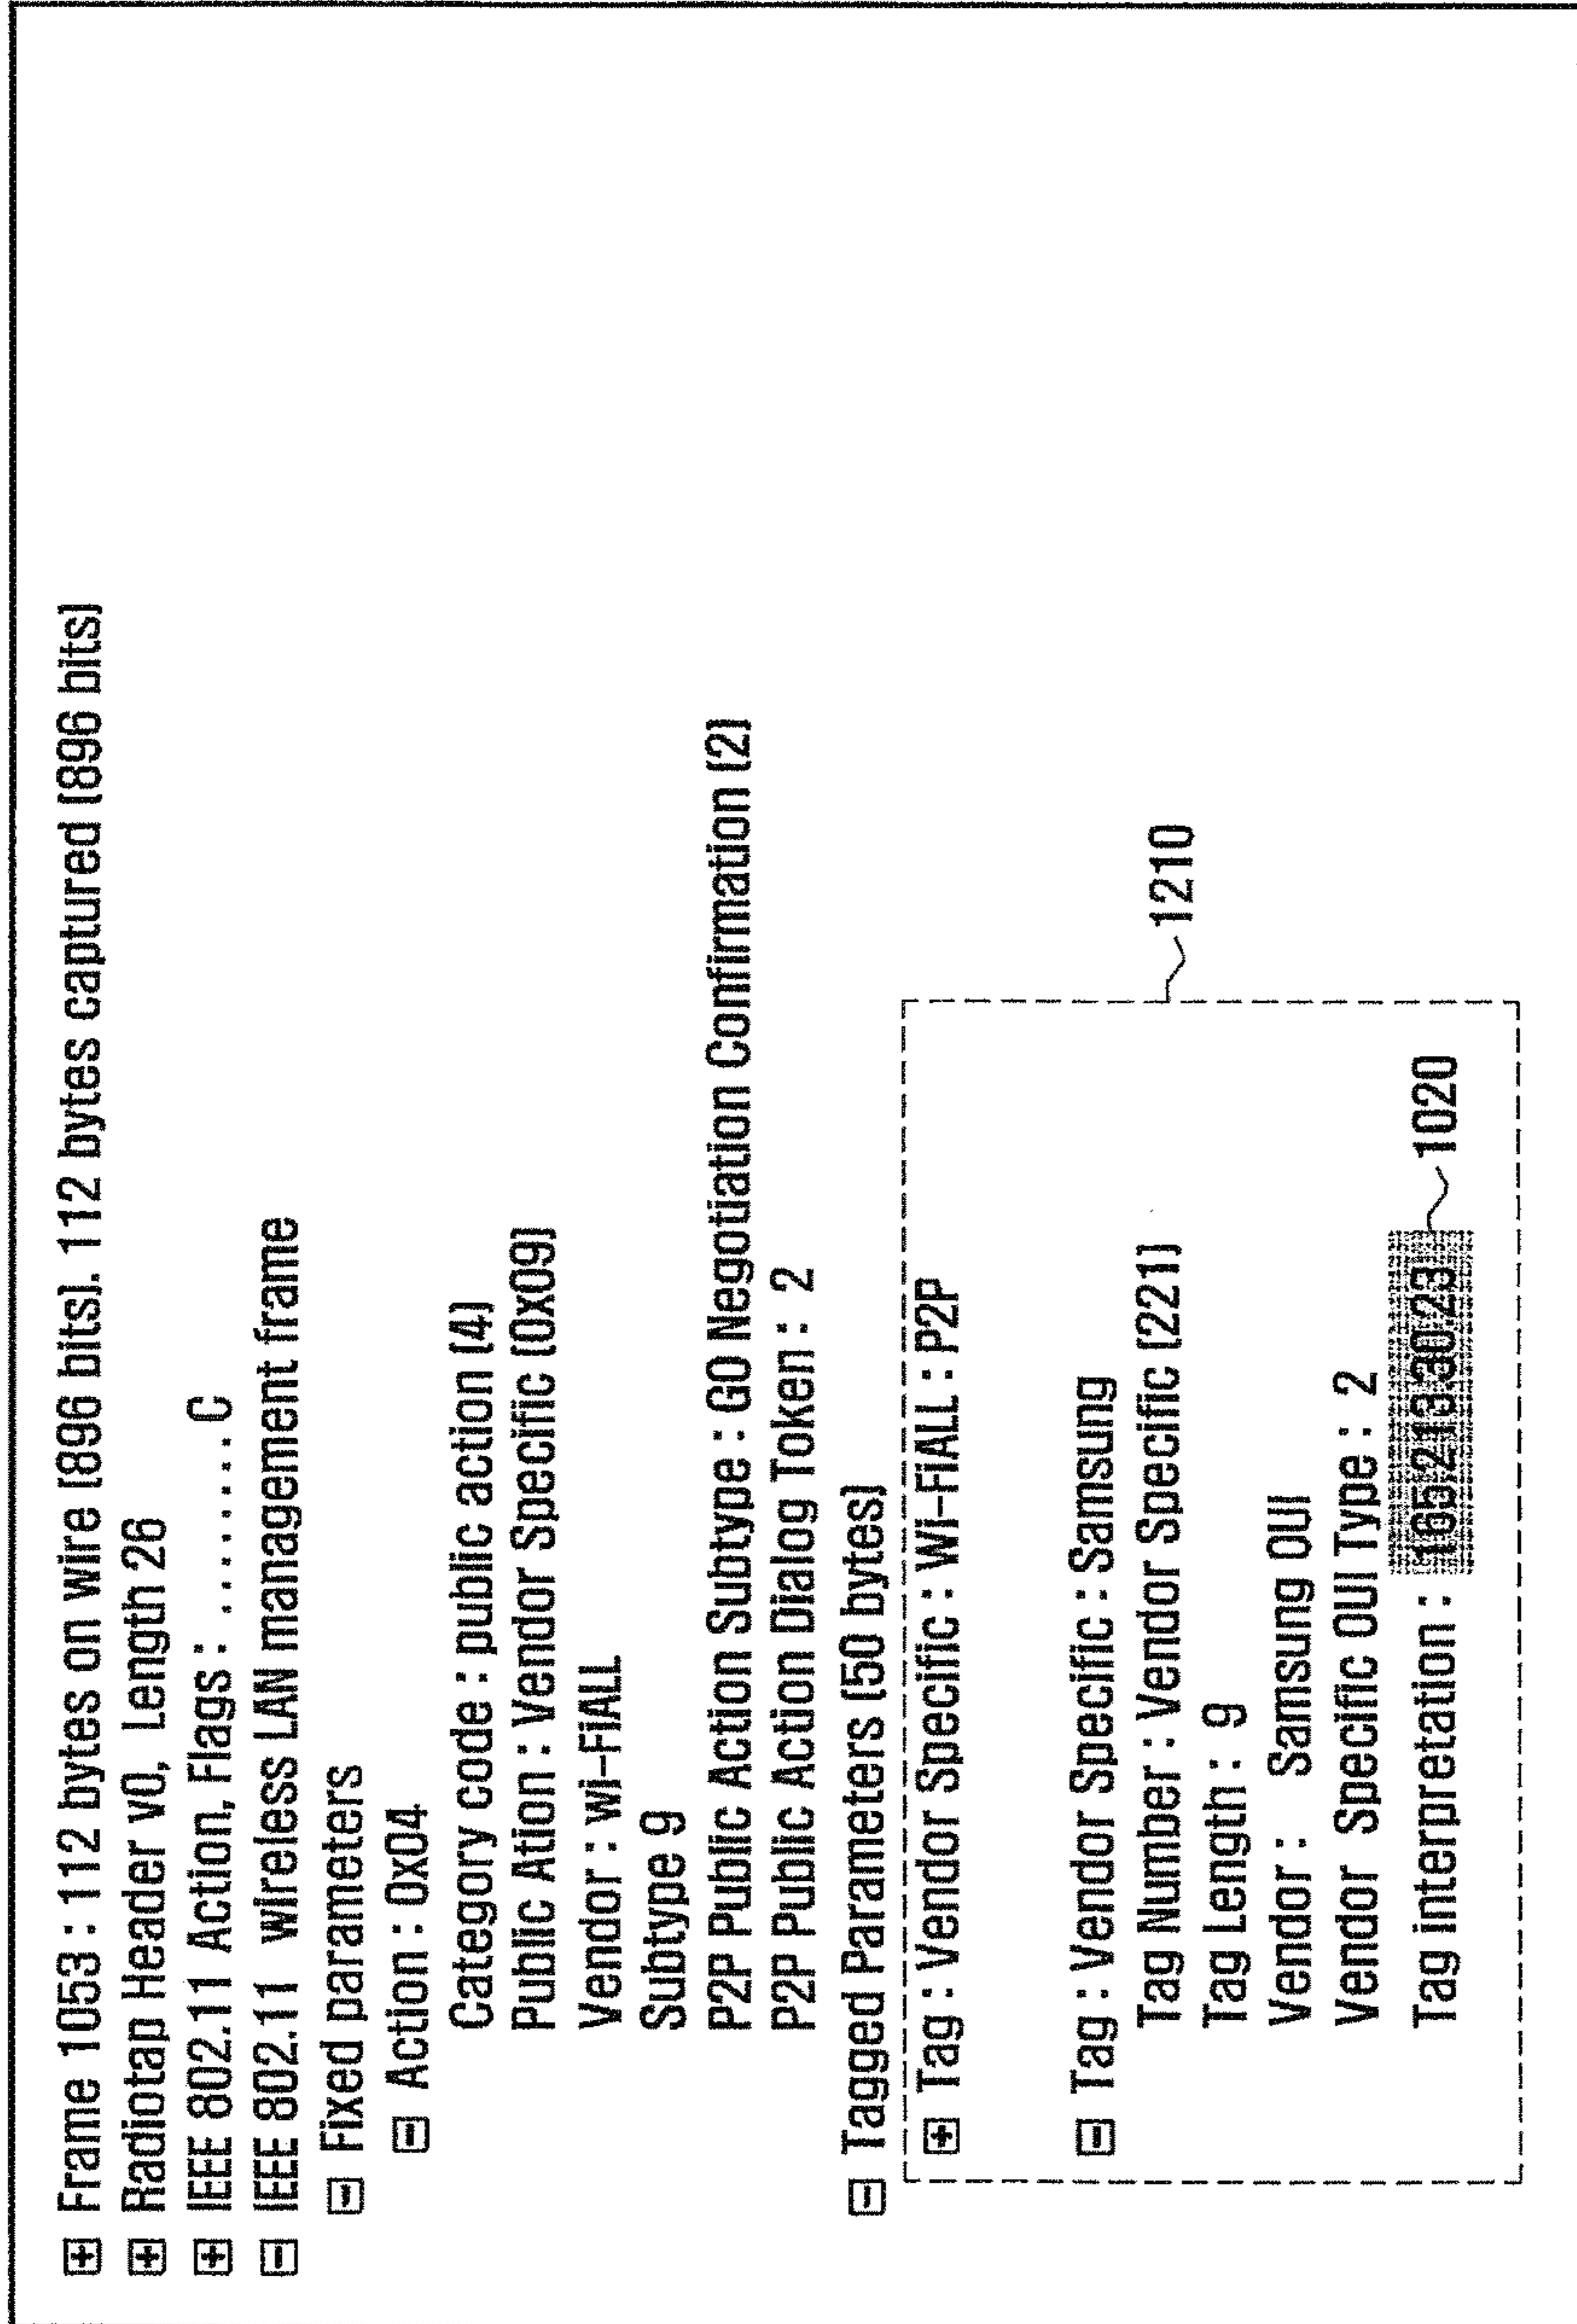 Frame 1053 : 112 bytes on wire (896 bits). 112 bytes captured (896 bits)
Radiotap Header v0, Length 26
IEEE 802.11 Action, Flags : ........C
IEEE 802.11 wireless LAN management frame
Fixed parameters
Action : 0x04
Category code : public action (4)
Public Ation : Vendor Specific (0x09)
Vendor : wi-FiALL
Subtype 9
P2P Public Action Subtype : GO Negotiation Confirmation (2)
P2P Public Action Dialog Token : 2
Tagged Parameters (50 bytes)
Tag : Vendor Specific : Wi-FiALL : P2P
1210
Tag : Vendor Specific : Samsung
Tag Number : Vendor Specific (221)
Tag Length : 9
Vendor : Samsung OUI
Vendor Specific OUI Type : 2
Tag interpretation : 1020